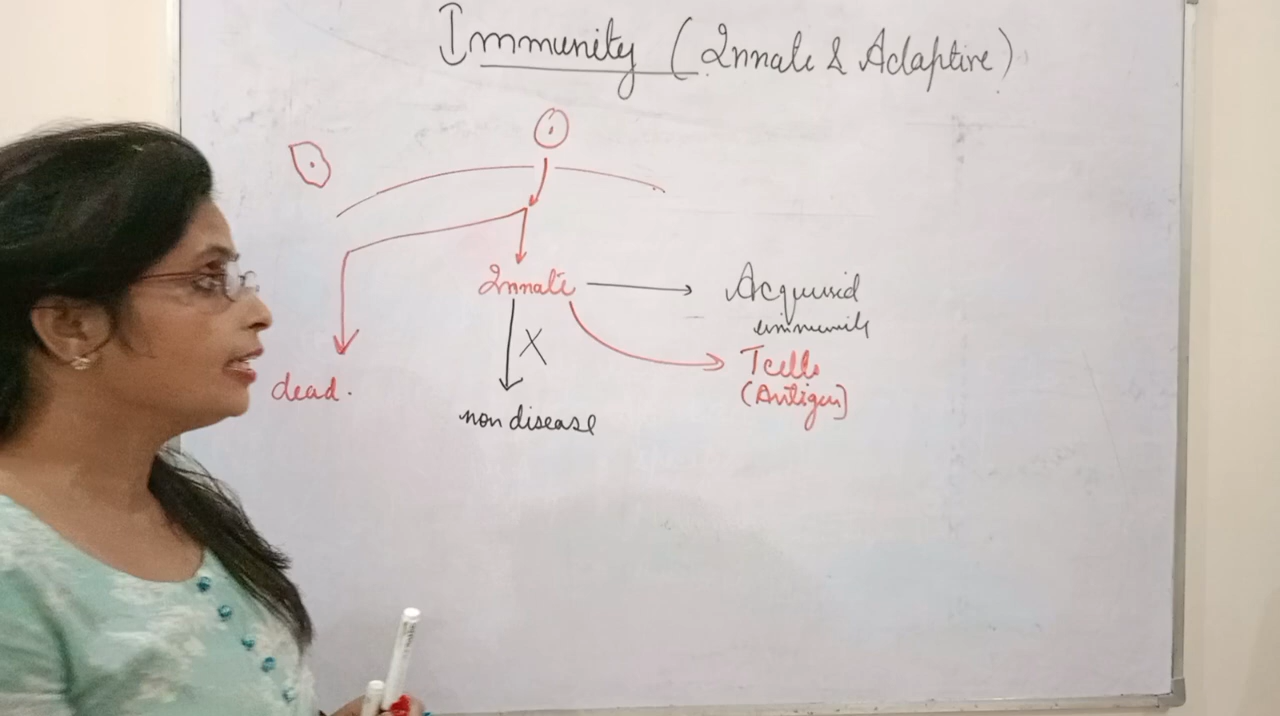 Immunity (Innate & Adaptive)
Innate
Acquired
immunity
T cells
(Antigen)
dead.
X
non disease